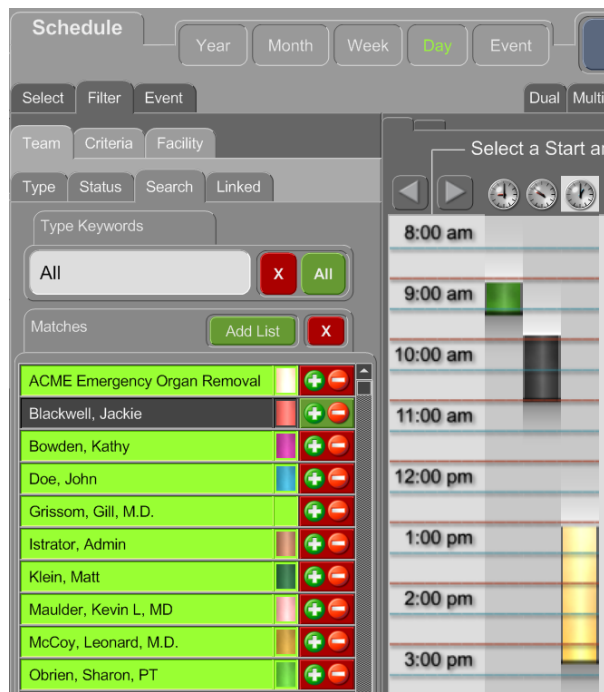 Schedule
Year Month Week Day Event
Select Filter Event
Dual Multi
Team Criteria Facility
Type Status Search Linked
Type Keywords
All X All
Matches Add List X
ACME Emergency Organ Removal
Blackwell, Jackie
Bowden, Kathy
Doe, John
Grissom, Gill, M.D.
Istrator, Admin
Klein, Matt
Maulder, Kevin L, MD
McCoy, Leonard, M.D.
Obrien, Sharon, PT
Select a Start a
8:00 am
9:00 am
10:00 am
11:00 am
12:00 pm
1:00 pm
2:00 pm
3:00 pm